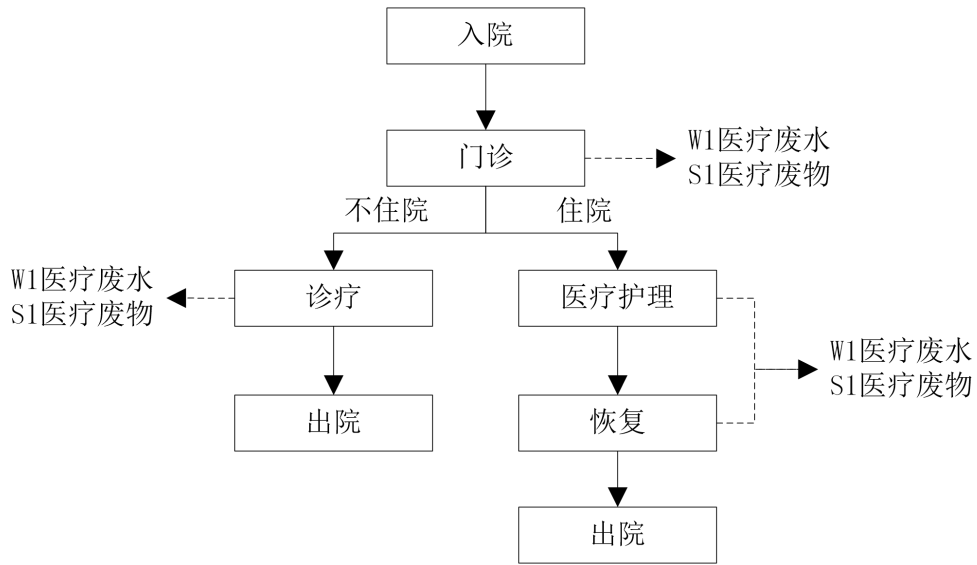 入院
门诊
W1医疗废水
S1医疗废物
不住院
住院
W1医疗废水
S1医疗废物
诊疗
医疗护理
W1医疗废水
S1医疗废物
出院
恢复
出院